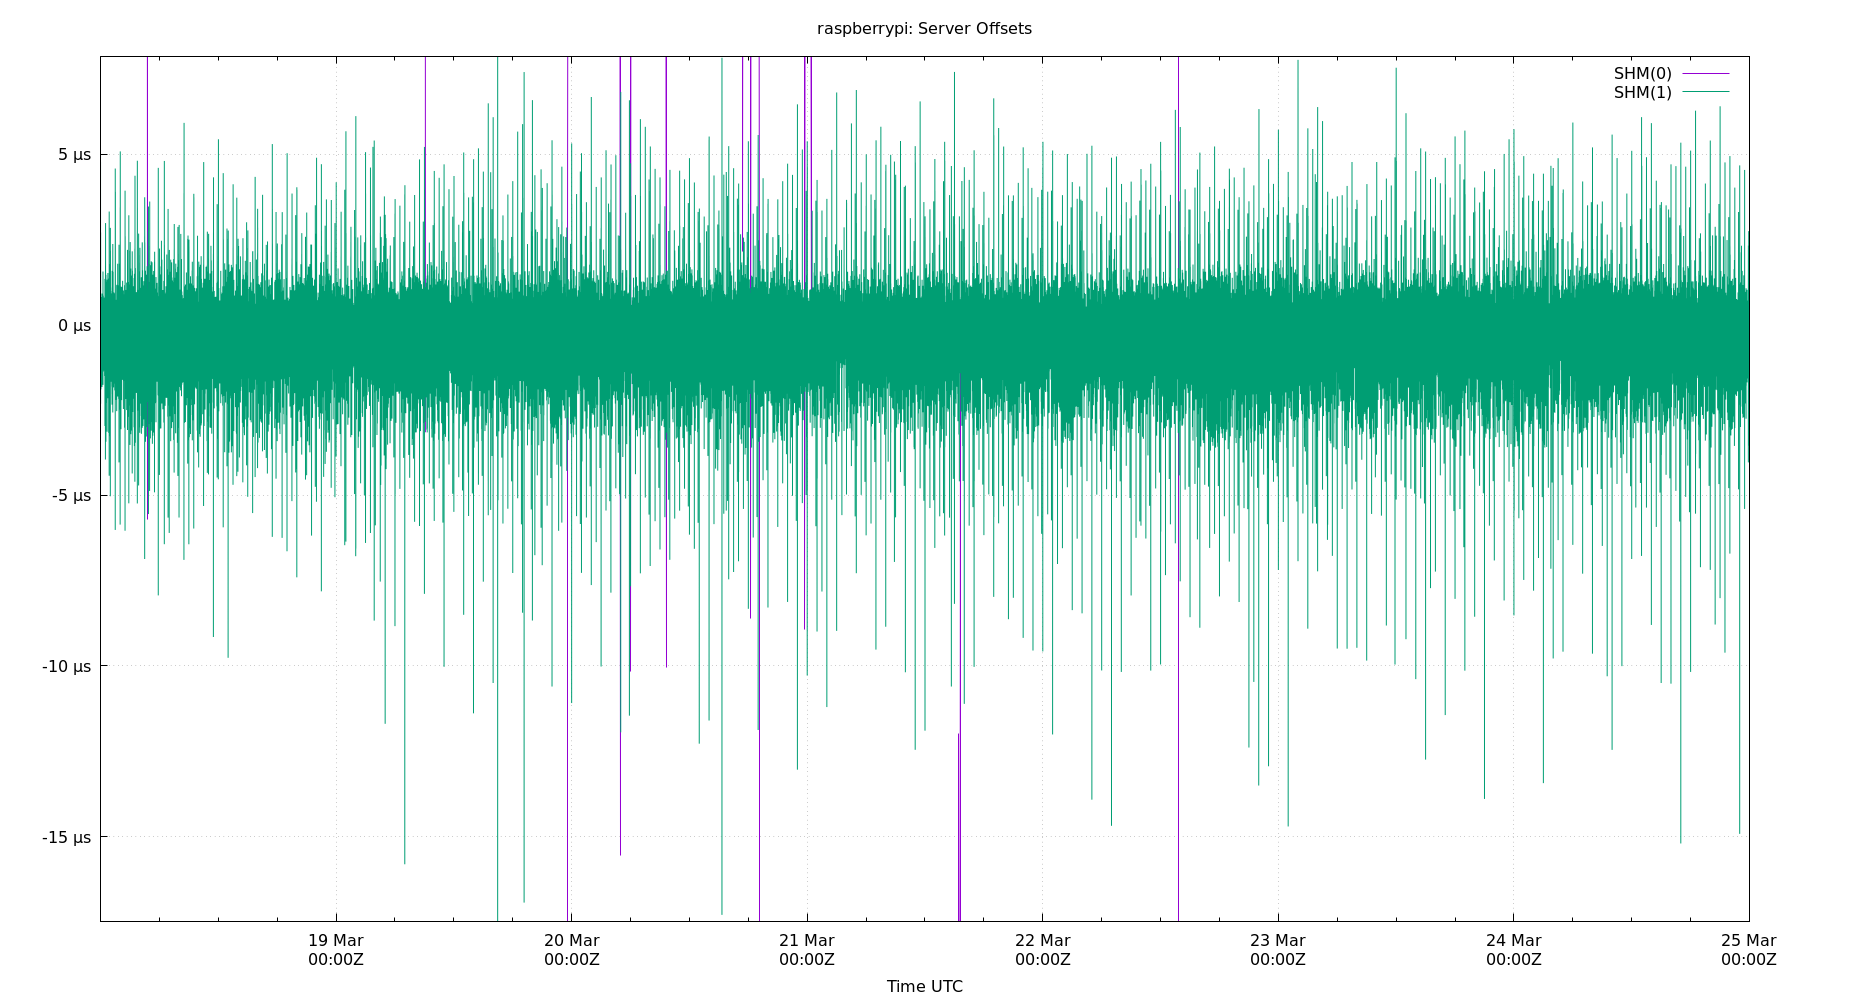 raspberrypi: Server Offsets
SHM(0)
SHM(1)
5 µs
0 µs
-5 µs
-10 µs
-15 µs
19 Mar
00:00Z
20 Mar
00:00Z
21 Mar
00:00Z
22 Mar
00:00Z
23 Mar
00:00Z
24 Mar
00:00Z
25 Mar
00:00Z
Time UTC